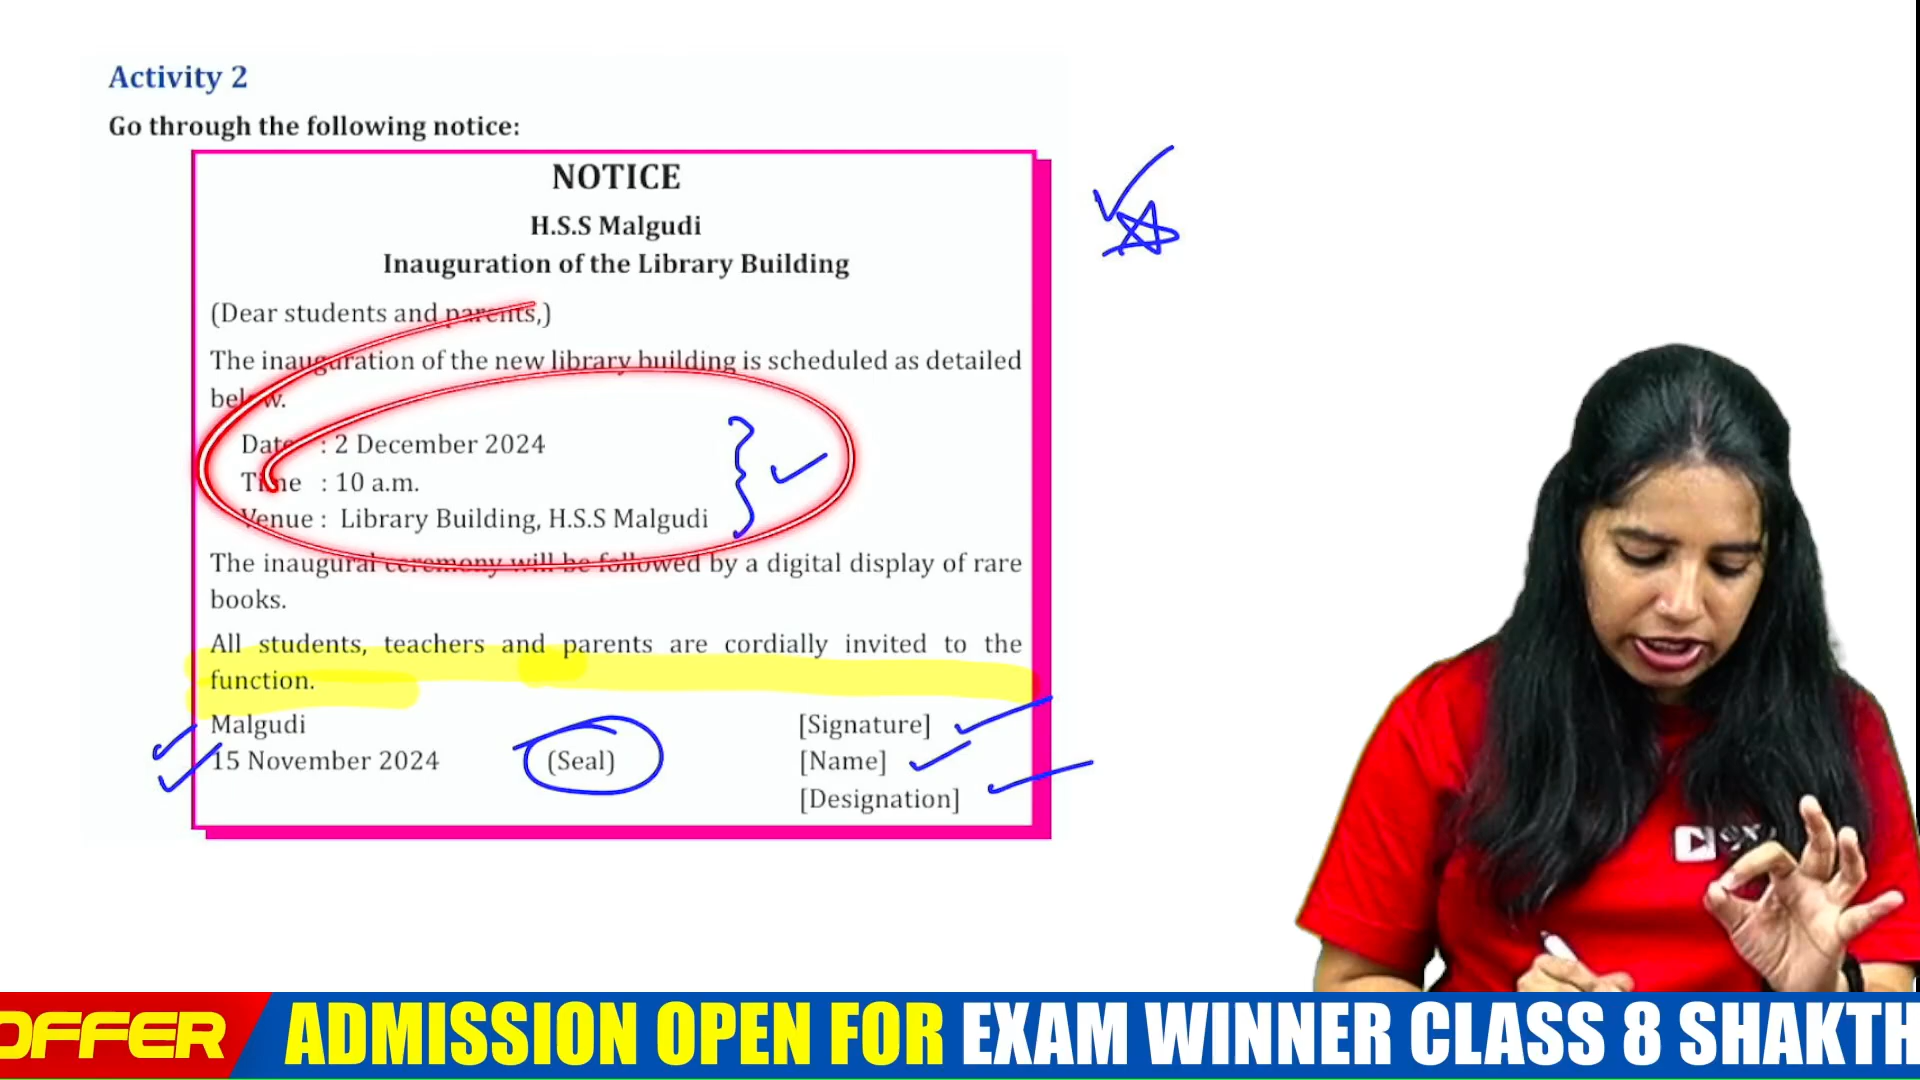 Activity 2
Go through the following notice:
NOTICE
H.S.S Malgudi
Inauguration of the Library Building
(Dear students and parents,)
The inauguration of the new library building is scheduled as detailed
below.
Date : 2 December 2024
Time : 10 a.m.
Venue : Library Building, H.S.S Malgudi
The inaugural ceremony will be followed by a digital display of rare
books.
All students, teachers and parents are cordially invited to the
function.
Malgudi [Signature]
15 November 2024 (Seal) [Name]
[Designation]
OFFER ADMISSION OPEN FOR EXAM WINNER CLASS 8 SHAKTH